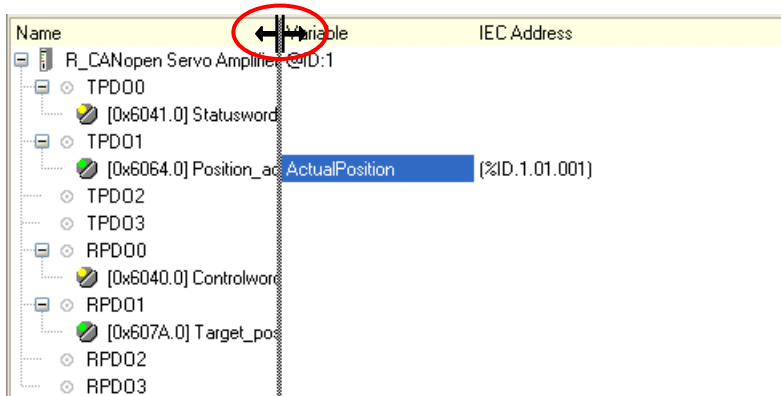 Name Variable IEC Address
R_CANopen Servo Amplifier @ID:1
TPDO0
[0x6041.0] Statusword
TPDO1
[0x6064.0] Position_ac ActualPosition (%ID.1.01.001)
TPDO2
TPDO3
RPDO0
[0x6040.0] Controlword
RPDO1
[0x607A.0] Target_pos
RPDO2
RPDO3